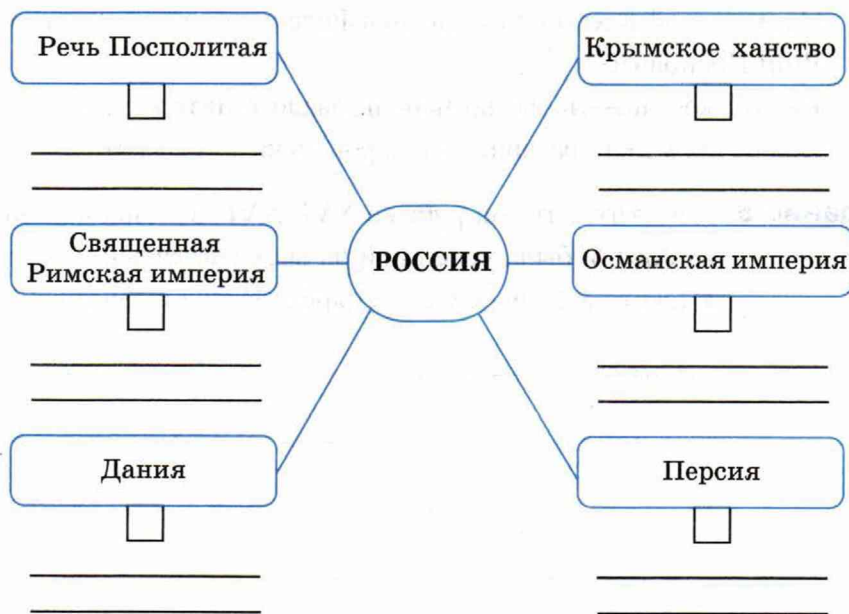 Речь Посполитая
Крымское ханство
Священная
Римская империя
РОССИЯ
Османская империя
Дания
Персия